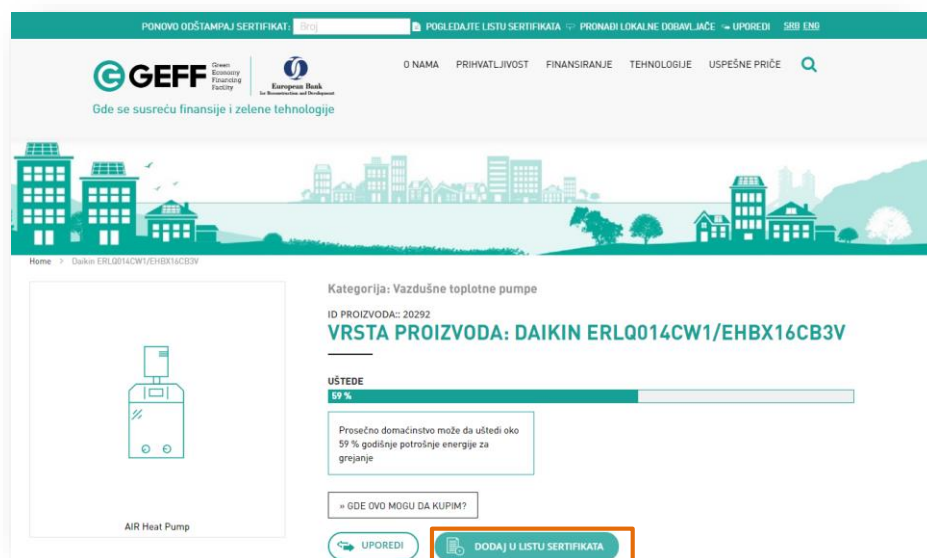 PONOVO ODŠTAMPAJ SERTIFIKAT: Broj POGLEDAJTE LISTU SERTIFIKATA PRONAĐI LOKALNE DOBAVLJAČE UPOREDI SRB ENG
O NAMA PRIHVATLJIVOST FINANSIRANJE TEHNOLOGIJE USPEŠNE PRIČE
GEFF
Green
Economy
Financing
Facility
European Bank
for Reconstruction and Development
Gde se susreću finansije i zelene tehnologije
Home > Daikin ERLQ014CW1/EHBX16CB3V
AIR Heat Pump
Kategorija: Vazdušne toplotne pumpe
ID PROIZVODA:: 20292
VRSTA PROIZVODA: DAIKIN ERLQ014CW1/EHBX16CB3V
UŠTEDE
59 %
Prosečno domaćinstvo može da uštedi oko
59 % godišnje potrošnje energije za
grejanje
» GDE OVO MOGU DA KUPIM?
UPOREDI
DODAJ U LISTU SERTIFIKATA